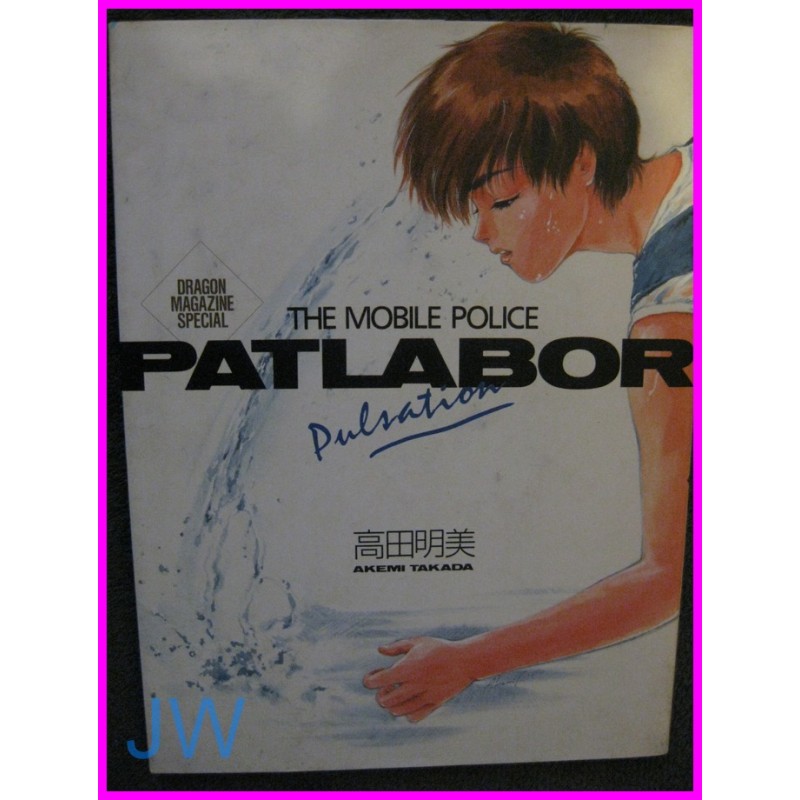 DRAGON
MAGAZINE
SPECIAL
THE MOBILE POLICE
PATLABOR
Pulsation
高田明美
AKEMI TAKADA
JW